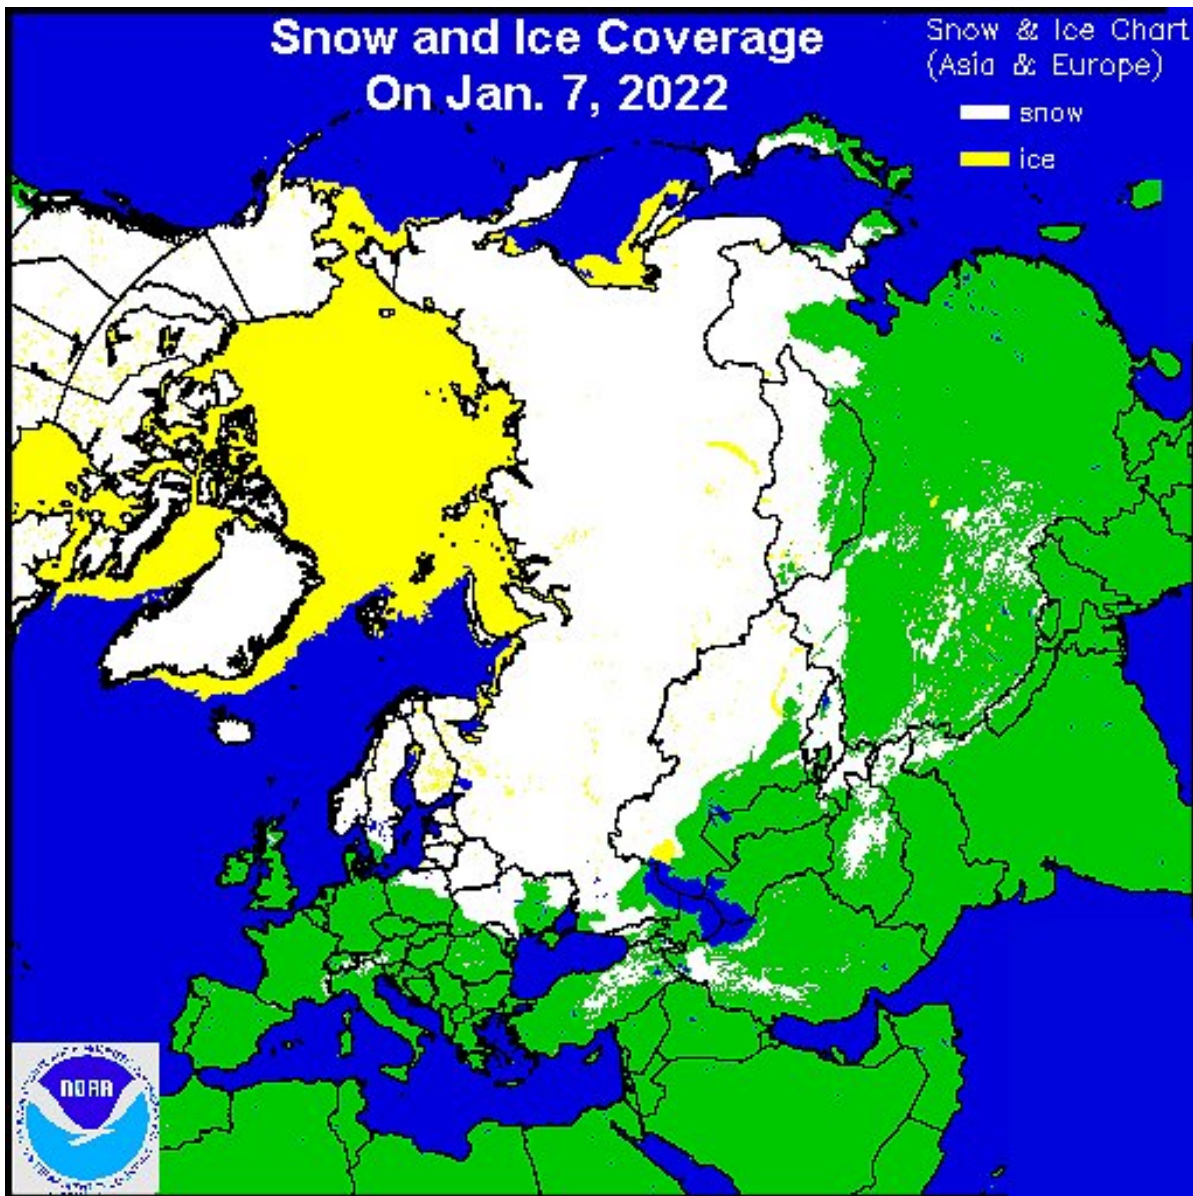 Snow and Ice Coverage
On Jan. 7, 2022
Snow & Ice Chart
(Asia & Europe)
snow
ice
NOAA